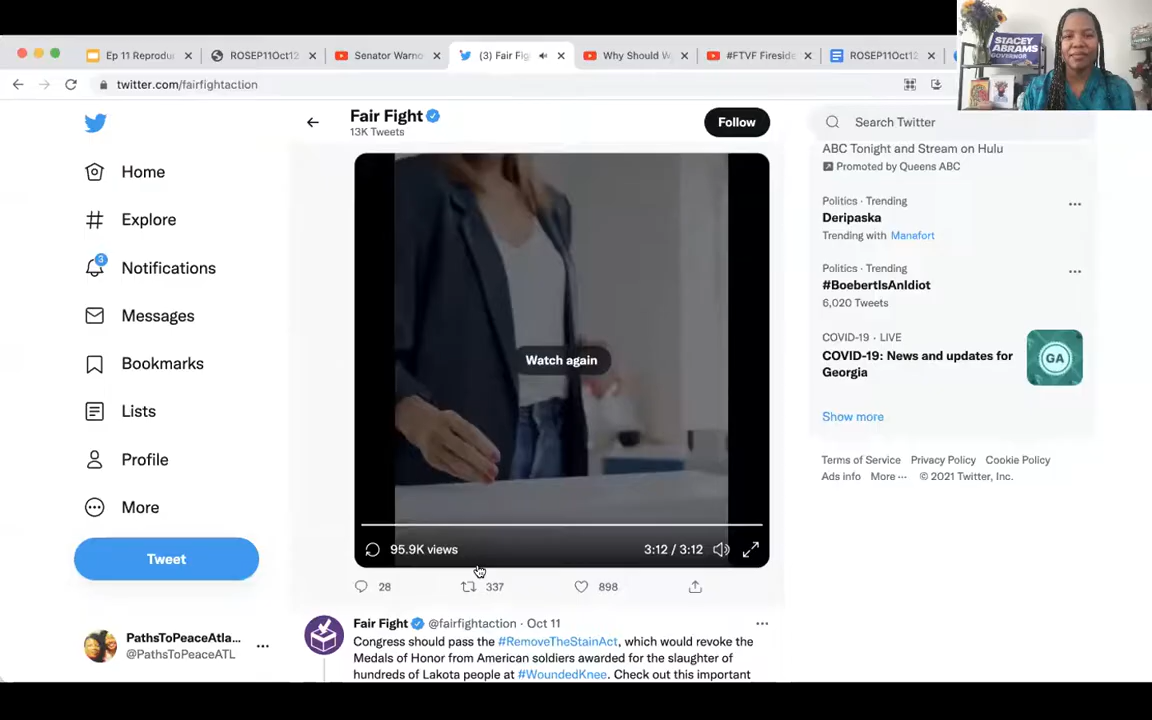 Ep 11 Reprodu
ROSEP11Oct12
Senator Warno
(3) Fair Fig
Why Should W
#FTVF Fireside
ROSEP11Oct12
STACEY
ABRAMS
GOVERNOR
twitter.com/fairfightaction
Home
Explore
3
Notifications
Messages
Bookmarks
Lists
Profile
More
Tweet
PathsToPeaceAtla...
@PathsToPeaceATL
Fair Fight
13K Tweets
Follow
Watch again
95.9K views
3:12 / 3:12
28
337
898
Fair Fight @fairfightaction · Oct 11
Congress should pass the #RemoveTheStainAct, which would revoke the
Medals of Honor from American soldiers awarded for the slaughter of
hundreds of Lakota people at #WoundedKnee. Check out this important
Search Twitter
ABC Tonight and Stream on Hulu
Promoted by Queens ABC
Politics · Trending
Deripaska
Trending with Manafort
Politics · Trending
#BoebertIsAnIdiot
6,020 Tweets
COVID-19 · LIVE
COVID-19: News and updates for
Georgia
GA
Show more
Terms of Service Privacy Policy Cookie Policy
Ads info More ··· © 2021 Twitter, Inc.